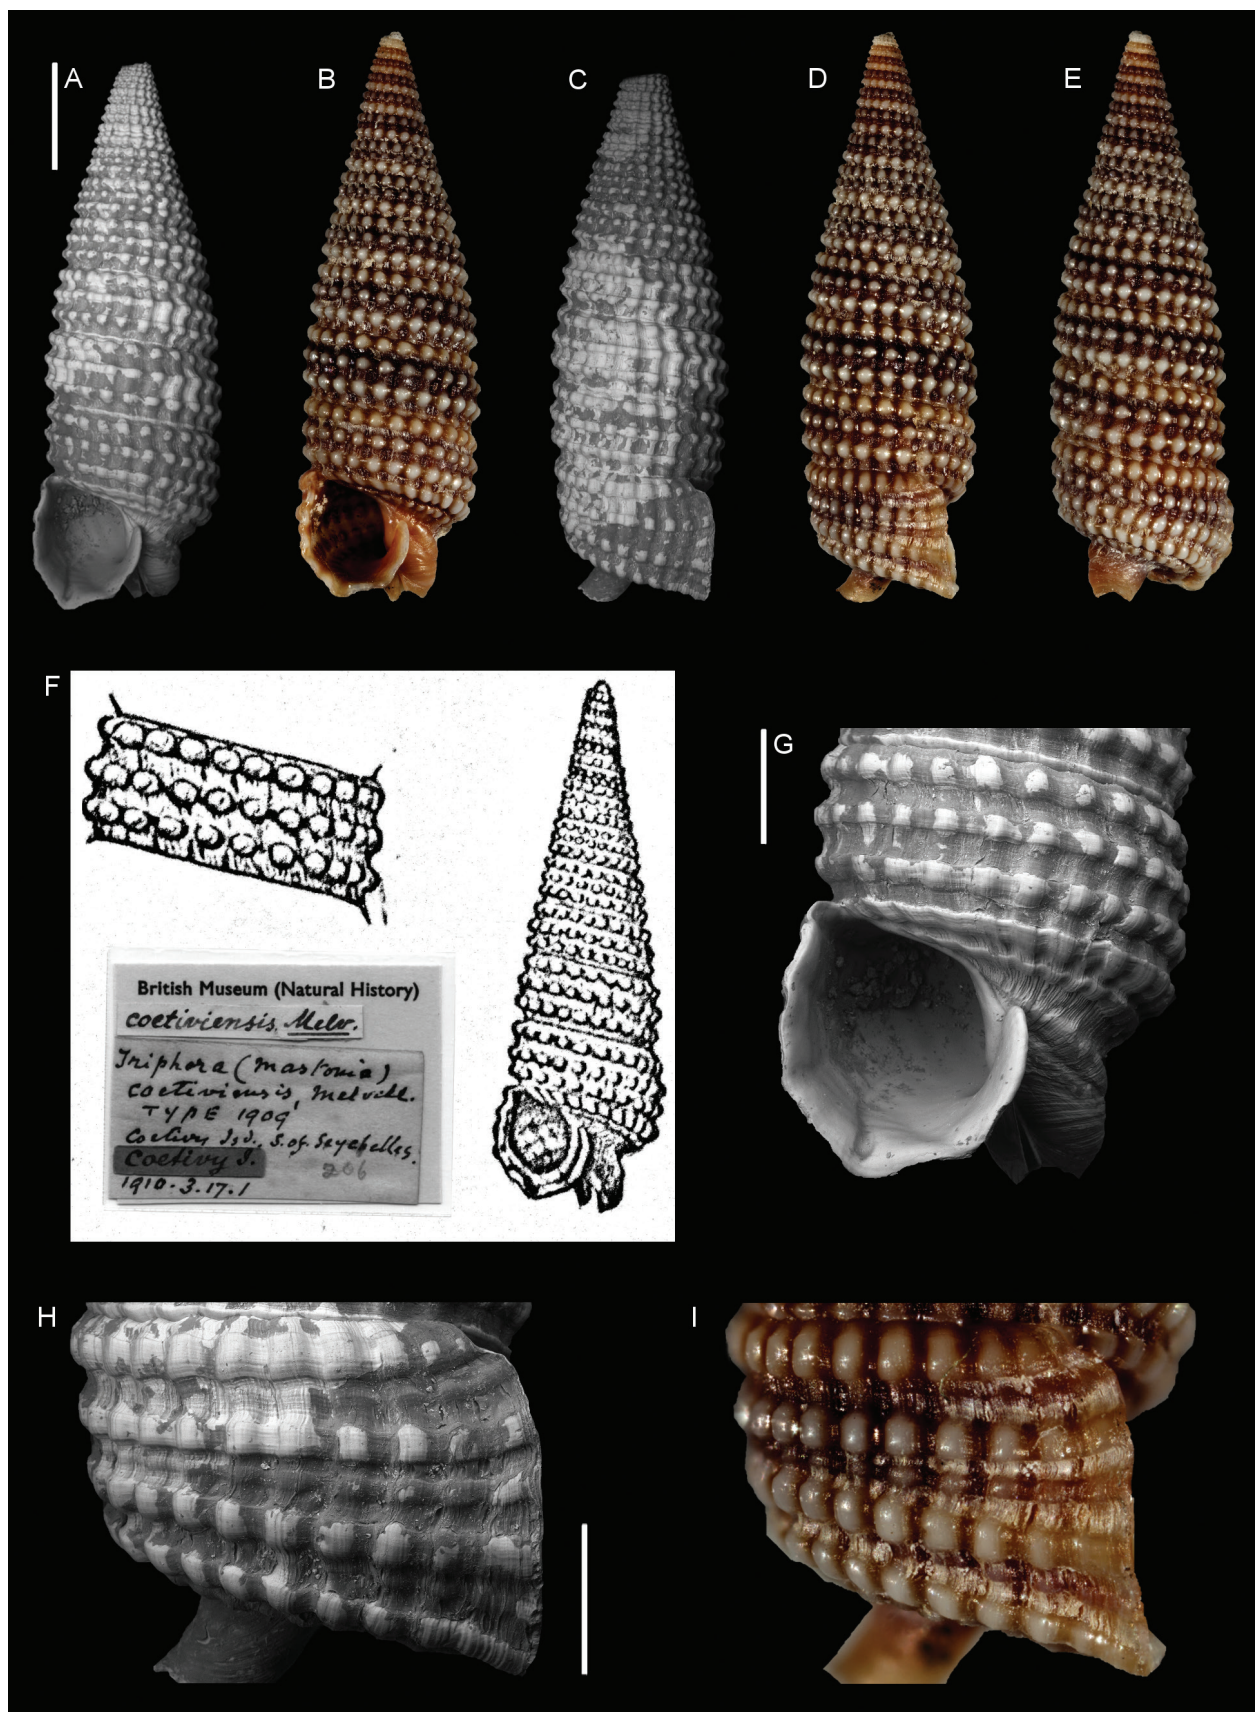 A
B
C
D
E
F
G
British Museum (Natural History)
coetiviensis, Melv.
Triphora (Mastonia)
coetiviensis, Melvill.
TYPE 1909
Coetivy Isd., S. of Seychelles.
Coetivy I.
206
1910.3.17.1
H
I